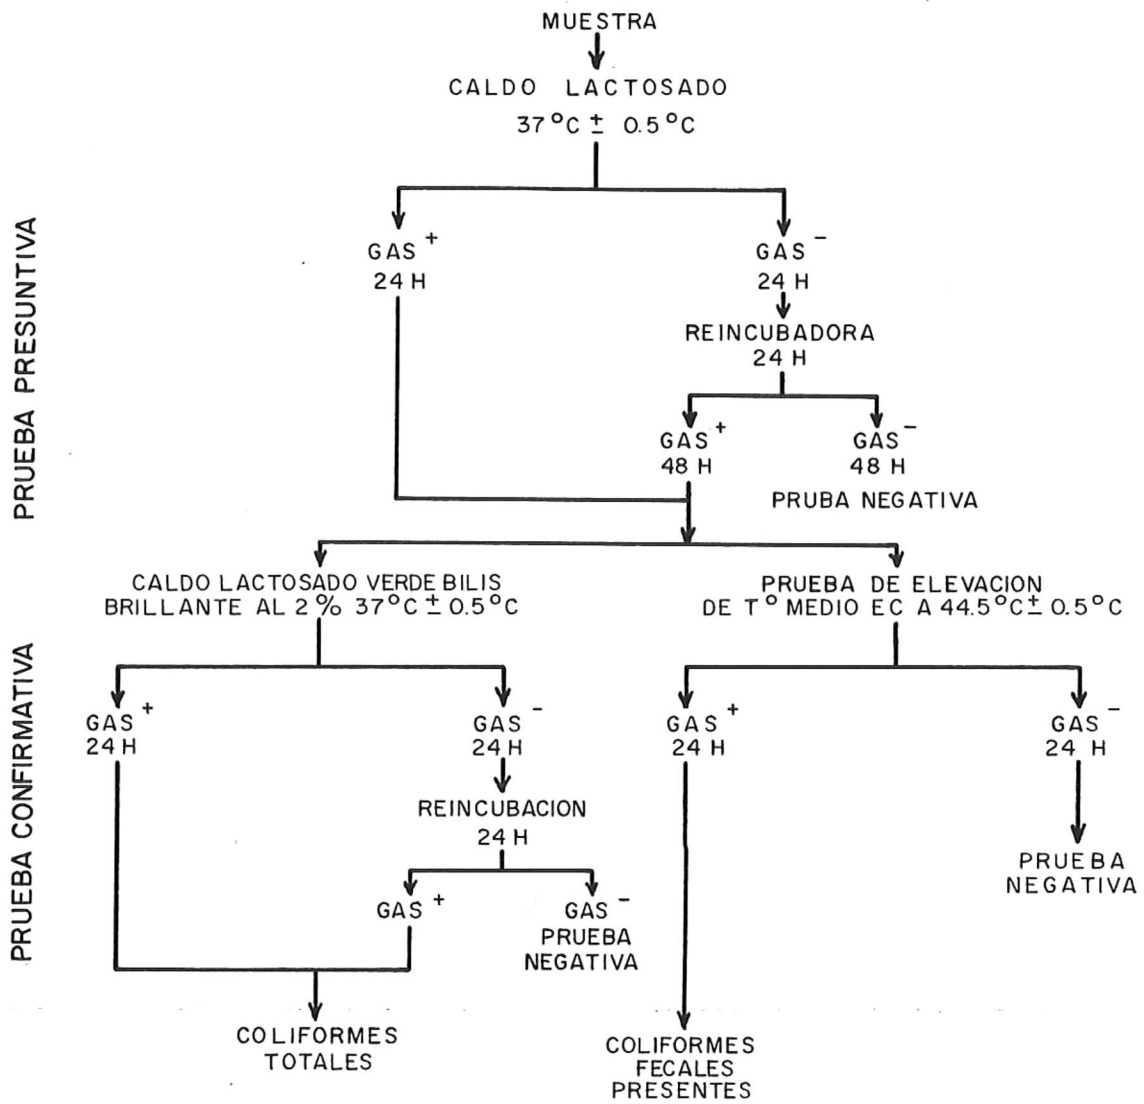 MUESTRA
CALDO LACTOSADO
37°C ± 0.5°C
PRUEBA PRESUNTIVA
GAS +
24 H
GAS -
24 H
REINCUBADORA
24 H
GAS +
48 H
GAS -
48 H
PRUBA NEGATIVA
CALDO LACTOSADO VERDE BILIS
BRILLANTE AL 2 % 37°C ± 0.5°C
PRUEBA DE ELEVACION
DE T° MEDIO EC. A 44.5°C ± 0.5°C
PRUEBA CONFIRMATIVA
GAS +
24 H
GAS -
24 H
REINCUBACION
24 H
GAS +
GAS -
PRUEBA
NEGATIVA
COLIFORMES
TOTALES
GAS +
24 H
GAS -
24 H
PRUEBA
NEGATIVA
COLIFORMES
FECALES
PRESENTES